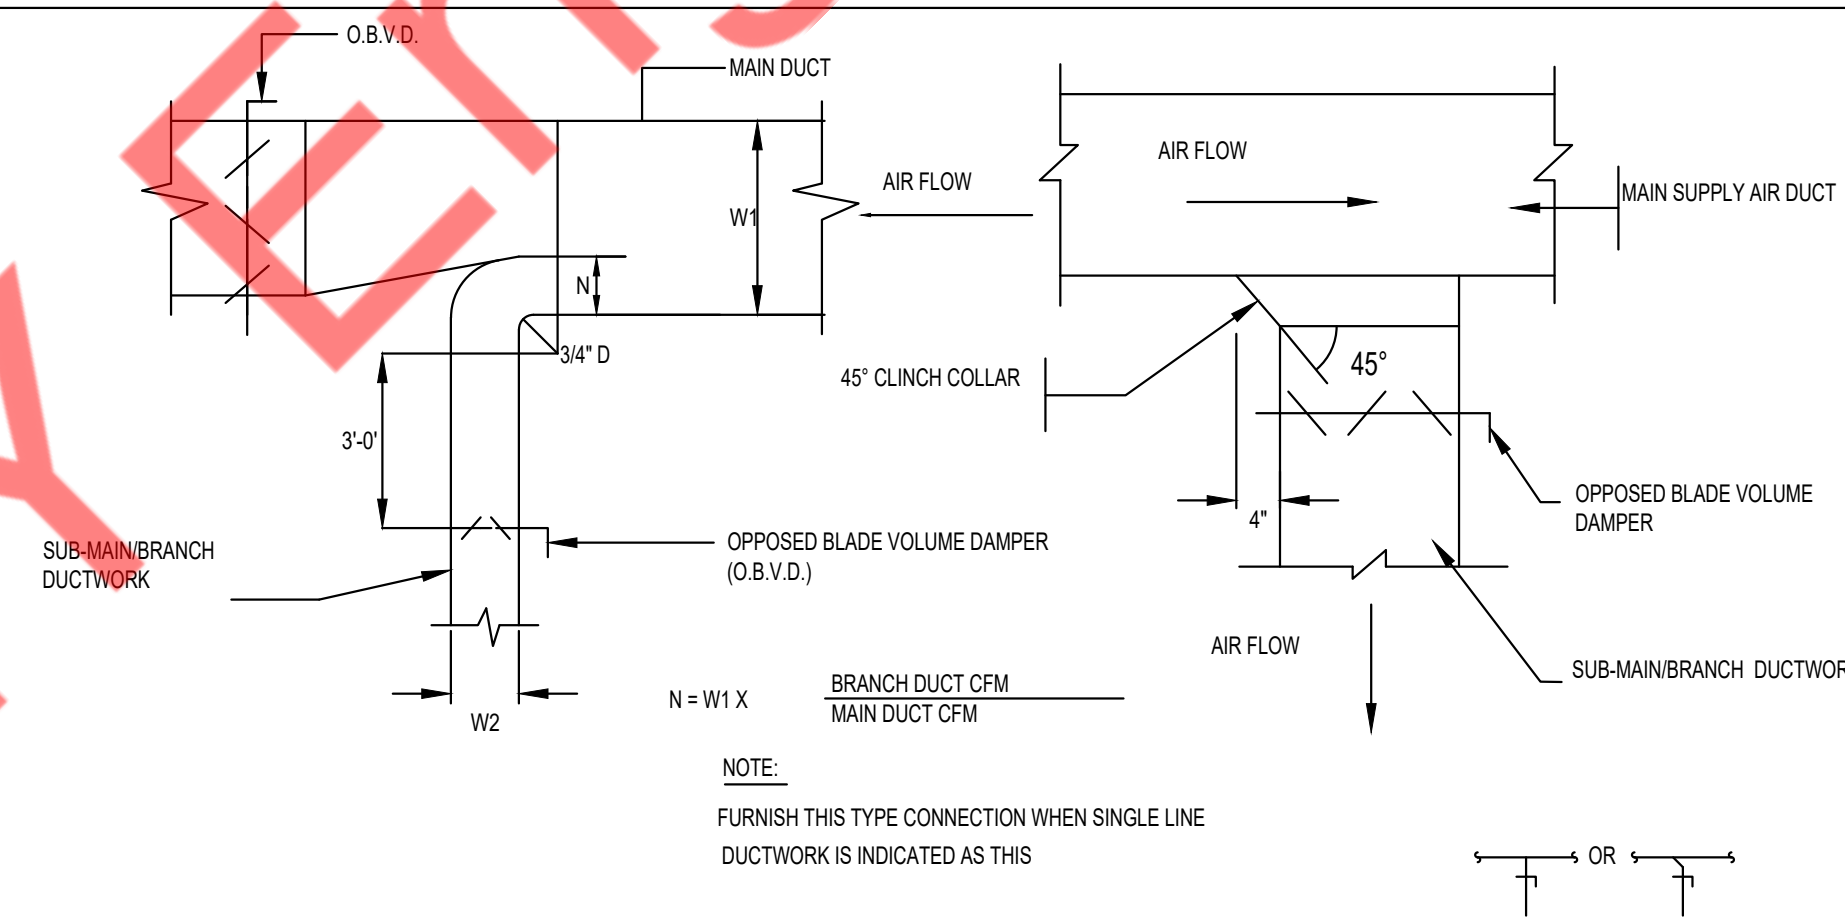 O.B.V.D.
MAIN DUCT
W1
N
3/4" D
3'-0'
SUB-MAIN/BRANCH
DUCTWORK
OPPOSED BLADE VOLUME DAMPER
(O.B.V.D.)
W2
N = W1 X
BRANCH DUCT CFM
MAIN DUCT CFM
NOTE:
FURNISH THIS TYPE CONNECTION WHEN SINGLE LINE
DUCTWORK IS INDICATED AS THIS
AIR FLOW
AIR FLOW
MAIN SUPPLY AIR DUCT
45° CLINCH COLLAR
45°
4"
OPPOSED BLADE VOLUME
DAMPER
AIR FLOW
SUB-MAIN/BRANCH DUCTWOR
OR